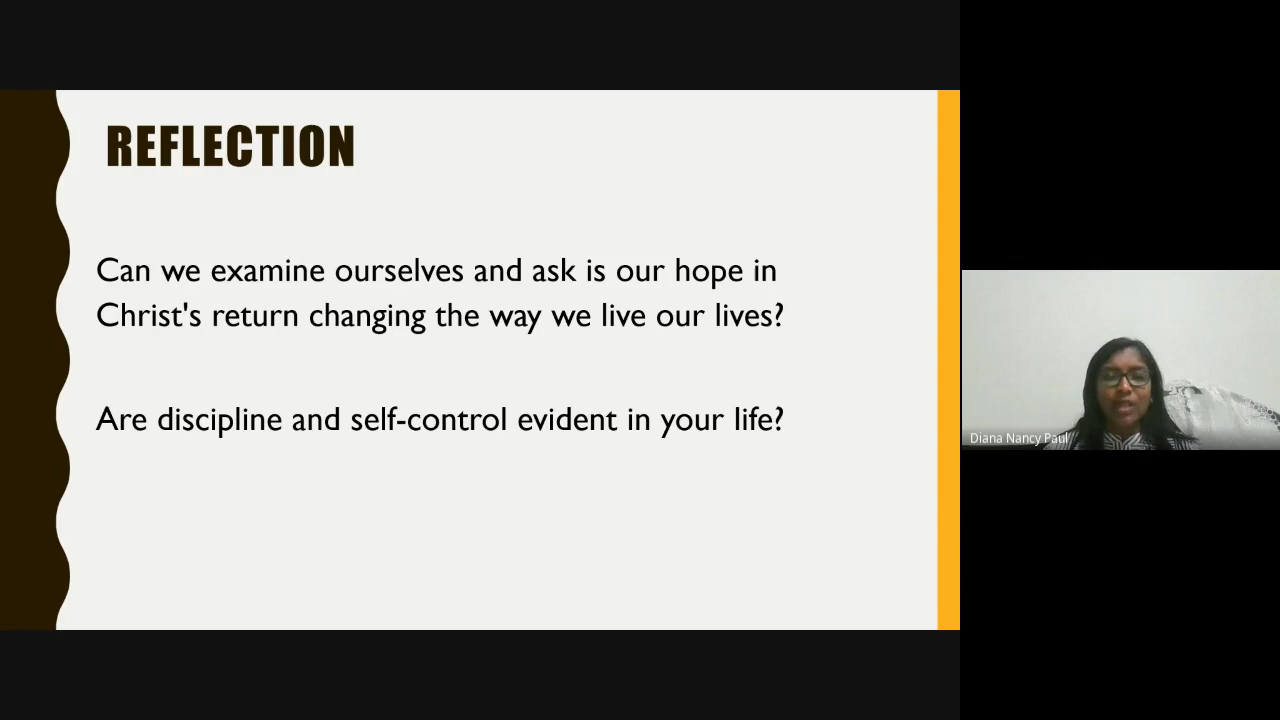 REFLECTION
Can we examine ourselves and ask is our hope in
Christ's return changing the way we live our lives?
Are discipline and self-control evident in your life?
Diana Nancy Paul